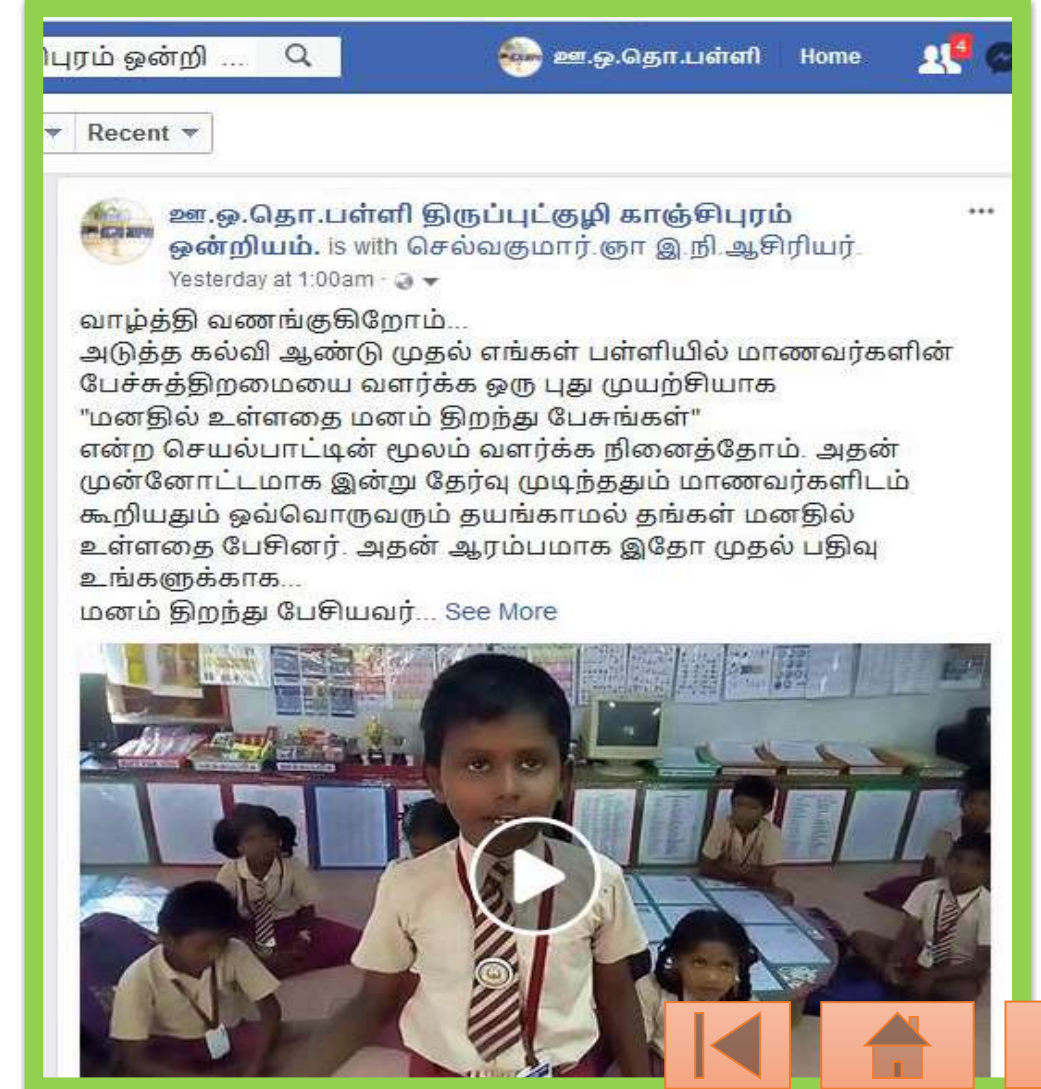 ஒன்றி ...
ஊ.ஒ.தொ.பள்ளி
Home
4
Recent
ஊ.ஒ.தொ.பள்ளி திருப்புட்குழி காஞ்சிபுரம்
ஒன்றியம். is with செல்வகுமார்.ஞா இ.நி.ஆசிரியர்.
Yesterday at 1:00am ·
வாழ்த்தி வணங்குகிறோம்...
அடுத்த கல்வி ஆண்டு முதல் எங்கள் பள்ளியில் மாணவர்களின்
பேச்சுத்திறமையை வளர்க்க ஒரு புது முயற்சியாக
"மனதில் உள்ளதை மனம் திறந்து பேசுங்கள்"
என்ற செயல்பாட்டின் மூலம் வளர்க்க நினைத்தோம். அதன்
முன்னோட்டமாக இன்று தேர்வு முடிந்ததும் மாணவர்களிடம்
கூறியதும் ஒவ்வொருவரும் தயங்காமல் தங்கள் மனதில்
உள்ளதை பேசினர். அதன் ஆரம்பமாக இதோ முதல் பதிவு
உங்களுக்காக...
மனம் திறந்து பேசியவர்... See More